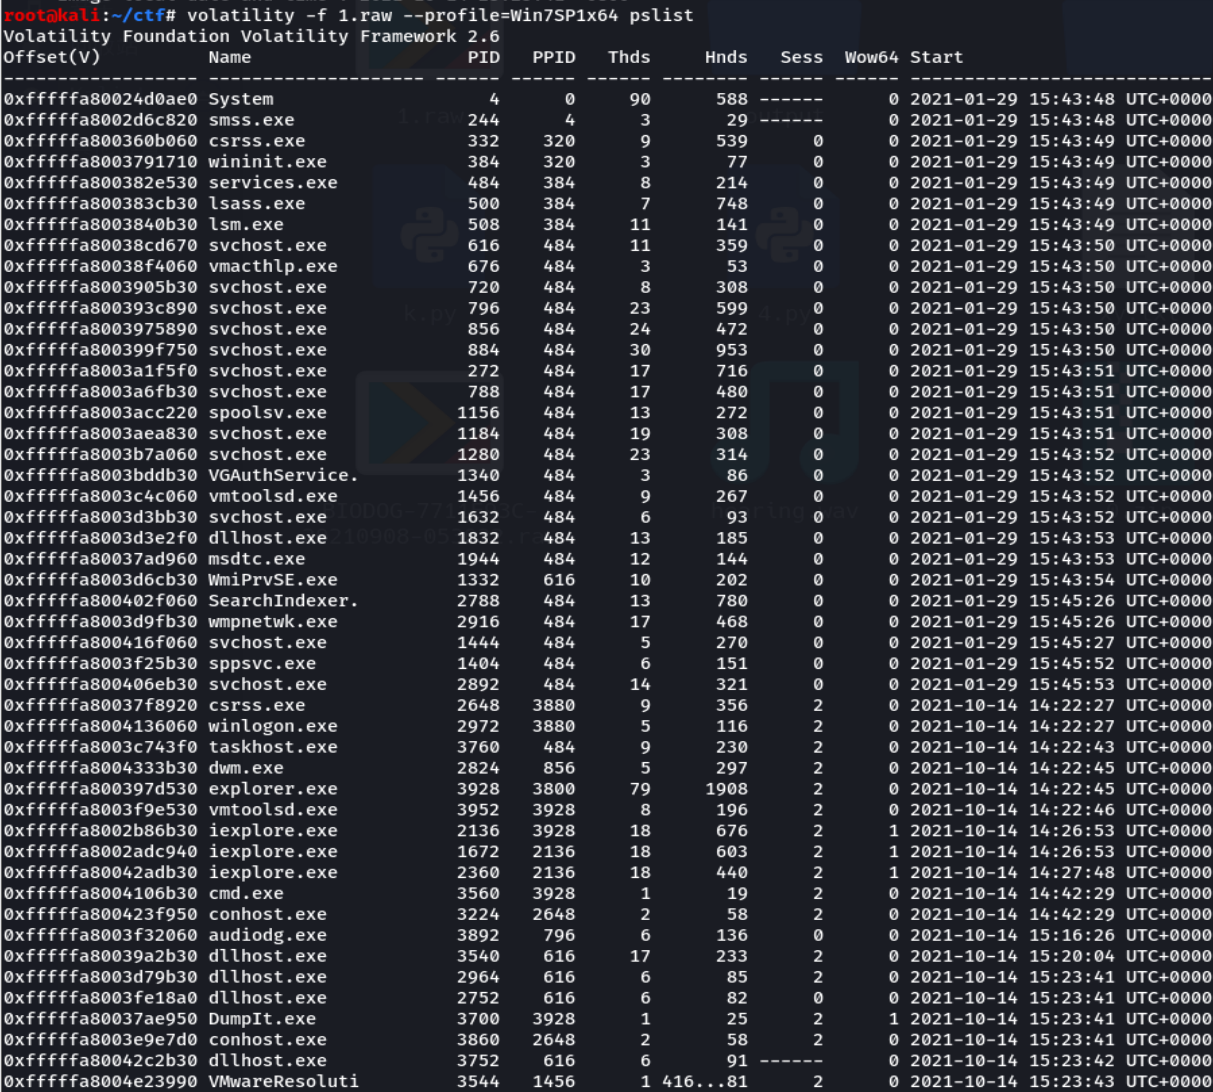 root@kali:~/ctf# volatility -f 1.raw --profile=Win7SP1x64 pslist
Volatility Foundation Volatility Framework 2.6
Offset(V)          Name                    PID   PPID   Thds     Hnds   Sess  Wow64 Start
------------------ -------------------- ------ ------ ------ -------- ------ ------ ------------------------------
0xfffffa80024d0ae0 System                    4      0     90      588 ------      0 2021-01-29 15:43:48 UTC+0000
0xfffffa8002d6c820 smss.exe                244      4      3       29 ------      0 2021-01-29 15:43:48 UTC+0000
0xfffffa800360b060 csrss.exe               332    320      9      539      0      0 2021-01-29 15:43:49 UTC+0000
0xfffffa8003791710 wininit.exe             384    320      3       77      0      0 2021-01-29 15:43:49 UTC+0000
0xfffffa800382e530 services.exe            484    384      8      214      0      0 2021-01-29 15:43:49 UTC+0000
0xfffffa800383cb30 lsass.exe               500    384      7      748      0      0 2021-01-29 15:43:49 UTC+0000
0xfffffa8003840b30 lsm.exe                 508    384     11      141      0      0 2021-01-29 15:43:49 UTC+0000
0xfffffa80038cd670 svchost.exe             616    484     11      359      0      0 2021-01-29 15:43:50 UTC+0000
0xfffffa80038f4060 vmacthlp.exe            676    484      3       53      0      0 2021-01-29 15:43:50 UTC+0000
0xfffffa8003905b30 svchost.exe             720    484      8      308      0      0 2021-01-29 15:43:50 UTC+0000
0xfffffa800393c890 svchost.exe             796    484     23      599      0      0 2021-01-29 15:43:50 UTC+0000
0xfffffa8003975890 svchost.exe             856    484     24      472      0      0 2021-01-29 15:43:50 UTC+0000
0xfffffa800399f750 svchost.exe             884    484     30      953      0      0 2021-01-29 15:43:50 UTC+0000
0xfffffa8003a1f5f0 svchost.exe             272    484     17      716      0      0 2021-01-29 15:43:51 UTC+0000
0xfffffa8003a6fb30 svchost.exe             788    484     17      480      0      0 2021-01-29 15:43:51 UTC+0000
0xfffffa8003acc220 spoolsv.exe            1156    484     13      272      0      0 2021-01-29 15:43:51 UTC+0000
0xfffffa8003aea830 svchost.exe            1184    484     19      308      0      0 2021-01-29 15:43:51 UTC+0000
0xfffffa8003b7a060 svchost.exe            1280    484     23      314      0      0 2021-01-29 15:43:52 UTC+0000
0xfffffa8003bddb30 VGAuthService.         1340    484      3       86      0      0 2021-01-29 15:43:52 UTC+0000
0xfffffa8003c4c060 vmtoolsd.exe           1456    484      9      267      0      0 2021-01-29 15:43:52 UTC+0000
0xfffffa8003d3bb30 svchost.exe            1632    484      6       93      0      0 2021-01-29 15:43:52 UTC+0000
0xfffffa8003d3e2f0 dllhost.exe            1832    484     13      185      0      0 2021-01-29 15:43:53 UTC+0000
0xfffffa80037ad960 msdtc.exe              1944    484     12      144      0      0 2021-01-29 15:43:53 UTC+0000
0xfffffa8003d6cb30 WmiPrvSE.exe           1332    616     10      202      0      0 2021-01-29 15:43:54 UTC+0000
0xfffffa800402f060 SearchIndexer.         2788    484     13      780      0      0 2021-01-29 15:45:26 UTC+0000
0xfffffa8003d9fb30 wmpnetwk.exe           2916    484     17      468      0      0 2021-01-29 15:45:26 UTC+0000
0xfffffa800416f060 svchost.exe            1444    484      5      270      0      0 2021-01-29 15:45:27 UTC+0000
0xfffffa8003f25b30 sppsvc.exe             1404    484      6      151      0      0 2021-01-29 15:45:52 UTC+0000
0xfffffa800406eb30 svchost.exe            2892    484     14      321      0      0 2021-01-29 15:45:53 UTC+0000
0xfffffa80037f8920 csrss.exe              2648   3880      9      356      2      0 2021-10-14 14:22:27 UTC+0000
0xfffffa8004136060 winlogon.exe           2972   3880      5      116      2      0 2021-10-14 14:22:27 UTC+0000
0xfffffa8003c743f0 taskhost.exe           3760    484      9      230      2      0 2021-10-14 14:22:43 UTC+0000
0xfffffa8004333b30 dwm.exe                2824    856      5      297      2      0 2021-10-14 14:22:45 UTC+0000
0xfffffa800397d530 explorer.exe           3928   3800     79     1908      2      0 2021-10-14 14:22:45 UTC+0000
0xfffffa8003f9e530 vmtoolsd.exe           3952   3928      8      196      2      0 2021-10-14 14:22:46 UTC+0000
0xfffffa8002b86b30 iexplore.exe           2136   3928     18      676      2      1 2021-10-14 14:26:53 UTC+0000
0xfffffa8002adc940 iexplore.exe           1672   2136     18      603      2      1 2021-10-14 14:26:53 UTC+0000
0xfffffa80042adb30 iexplore.exe           2360   2136     18      440      2      1 2021-10-14 14:27:48 UTC+0000
0xfffffa8004106b30 cmd.exe                3560   3928      1       19      2      0 2021-10-14 14:42:29 UTC+0000
0xfffffa800423f950 conhost.exe            3224   2648      2       58      2      0 2021-10-14 14:42:29 UTC+0000
0xfffffa8003f32060 audiodg.exe            3892    796      6      136      0      0 2021-10-14 15:16:26 UTC+0000
0xfffffa80039a2b30 dllhost.exe            3540    616     17      233      2      0 2021-10-14 15:20:04 UTC+0000
0xfffffa8003d79b30 dllhost.exe            2964    616      6       85      2      0 2021-10-14 15:23:41 UTC+0000
0xfffffa8003fe18a0 dllhost.exe            2752    616      6       82      0      0 2021-10-14 15:23:41 UTC+0000
0xfffffa80037ae950 DumpIt.exe             3700   3928      1       25      2      1 2021-10-14 15:23:41 UTC+0000
0xfffffa8003e9e7d0 conhost.exe            3860   2648      2       58      2      0 2021-10-14 15:23:41 UTC+0000
0xfffffa80042c2b30 dllhost.exe            3752    616      6       91 ------      0 2021-10-14 15:23:42 UTC+0000
0xfffffa8004e23990 VMwareResoluti         3544   1456      1 416...81      2      0 2021-10-14 15:23:42 UTC+0000